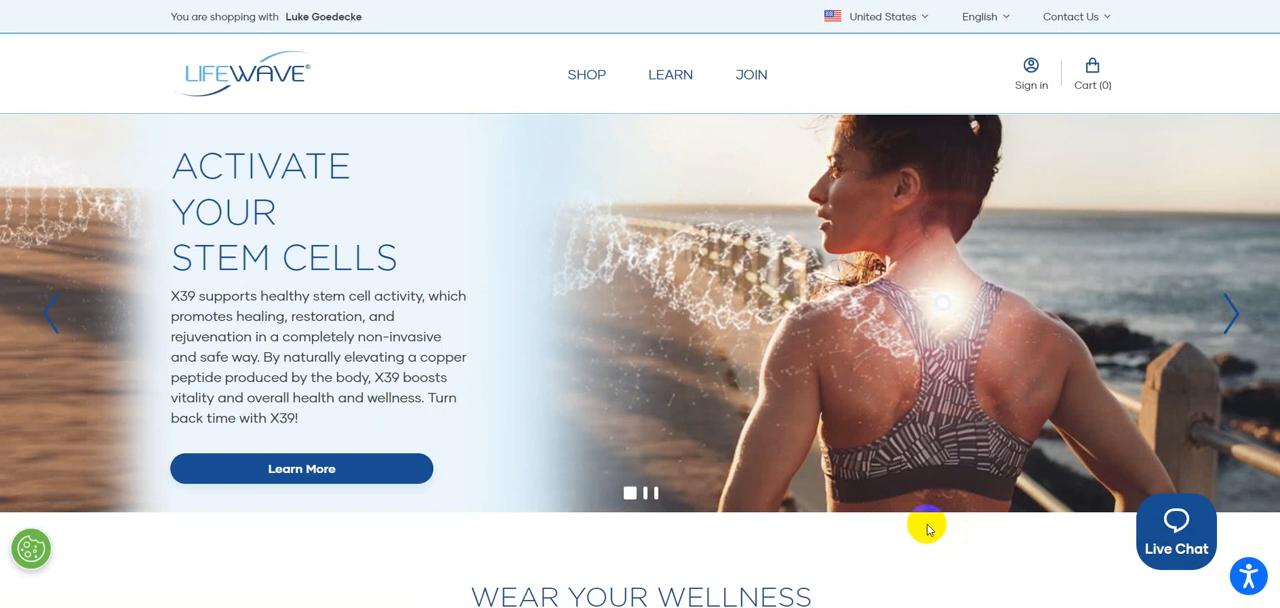 You are shopping with Luke Goedecke
United States
English
Contact Us
LIFEWAVE®
SHOP
LEARN
JOIN
Sign in
Cart (0)
ACTIVATE
YOUR
STEM CELLS
X39 supports healthy stem cell activity, which
promotes healing, restoration, and
rejuvenation in a completely non-invasive
and safe way. By naturally elevating a copper
peptide produced by the body, X39 boosts
vitality and overall health and wellness. Turn
back time with X39!
Learn More
Live Chat
WEAR YOUR WELLNESS